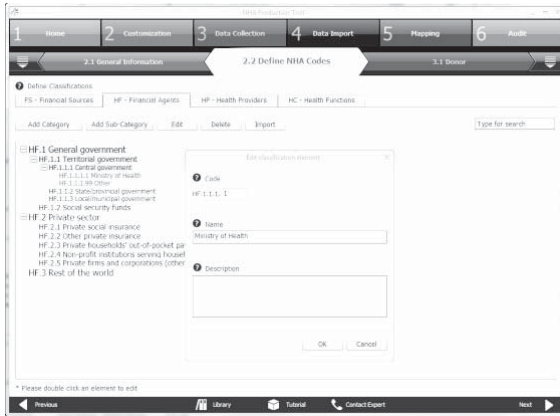 NHA Production Tool
1 Home 2 Customization 3 Data Collection 4 Data Import 5 Mapping 6 Audit
2.1 General Information 2.2 Define NHA Codes 3.1 Donor
Define Classifications
FS - Financial Sources HF - Financial Agents HP - Health Providers HC - Health Functions
Add Category Add Sub-Category Edit Delete Import Type for search
HF.1 General government
HF.1.1 Territorial government
HF.1.1.1 Central government
HF.1.1.1.1 Ministry of Health
HF.1.1.1.99 Other
HF.1.1.2 State/provincial government
HF.1.1.3 Local/municipal government
HF.1.2 Social security funds
HF.2 Private sector
HF.2.1 Private social insurance
HF.2.2 Other private insurance
HF.2.3 Private households' out-of-pocket pa
HF.2.4 Non-profit institutions serving househ
HF.2.5 Private firms and corporations (other
HF.3 Rest of the world
Edit classification element
Code
HF.1.1.1. 1
Name
Ministry of Health
Description
OK Cancel
* Please double click an element to edit
Previous Library Tutorial Contact Expert Next